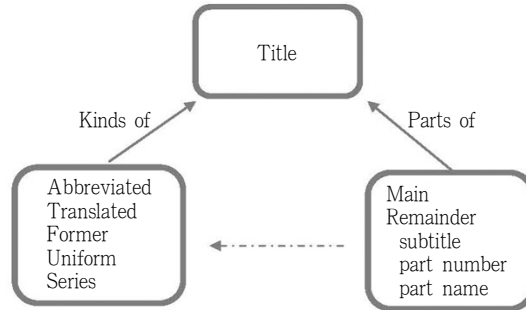 Title
Kinds of
Parts of
Abbreviated
Translated
Former
Uniform
Series
Main
Remainder
subtitle
part number
part name